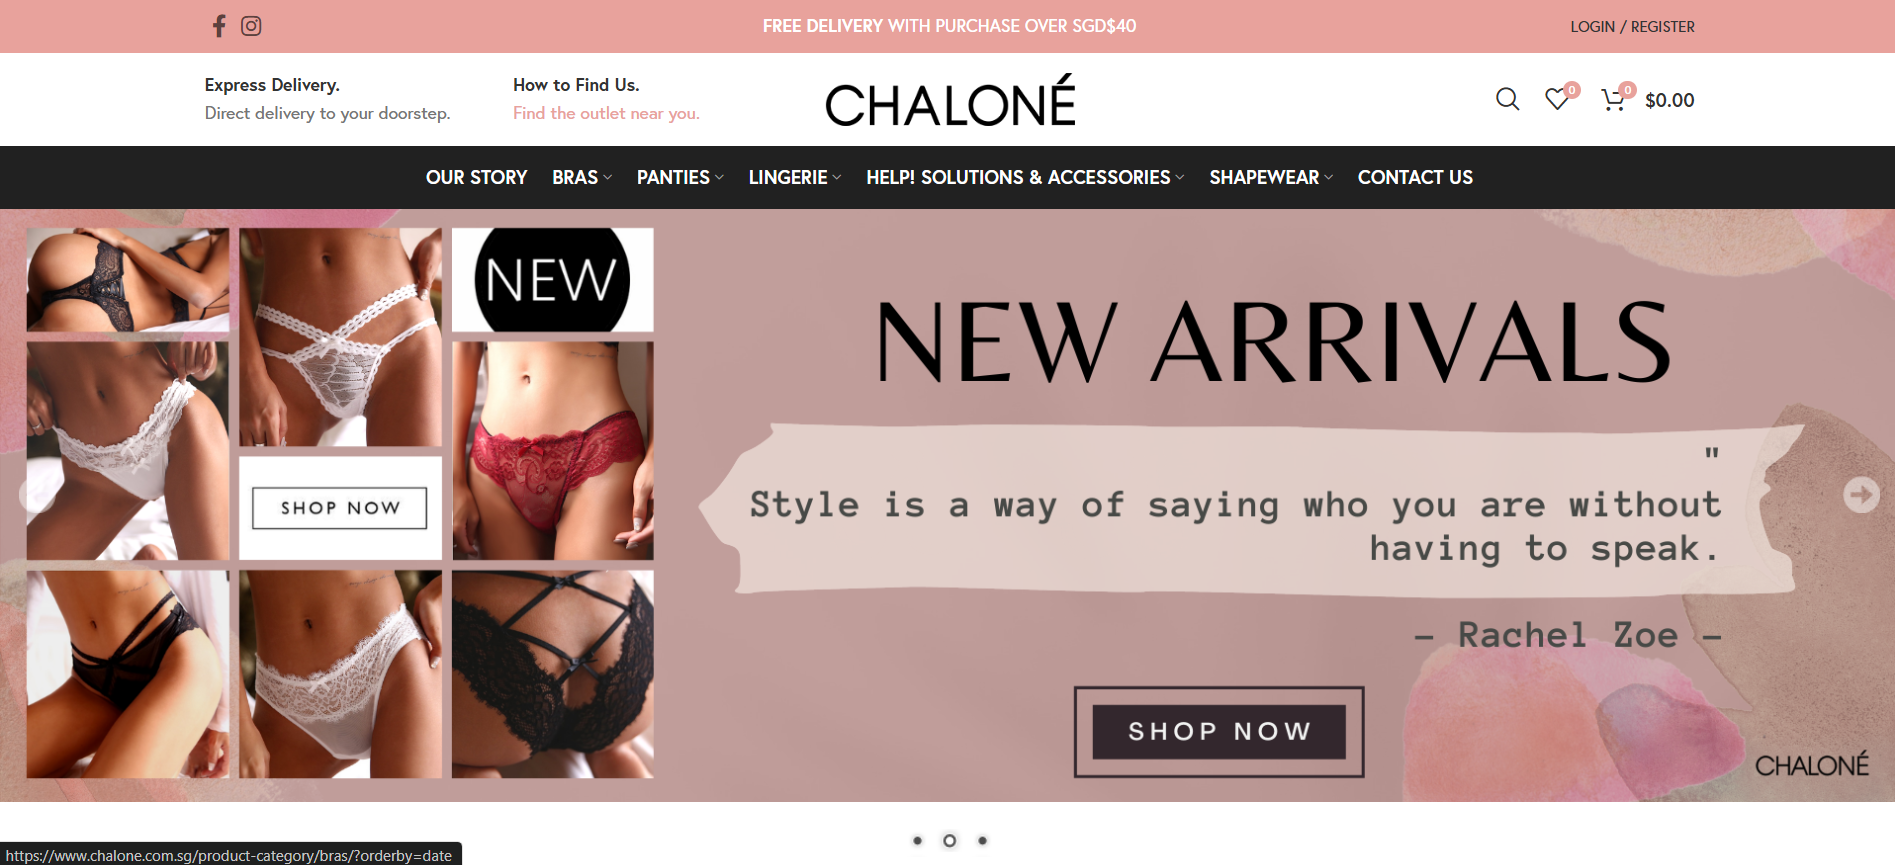 FREE DELIVERY WITH PURCHASE OVER SGD$40
LOGIN / REGISTER
Express Delivery.
Direct delivery to your doorstep.
How to Find Us.
Find the outlet near you.
CHALONÉ
0
0
$0.00
OUR STORY
BRAS
PANTIES
LINGERIE
HELP! SOLUTIONS & ACCESSORIES
SHAPEWEAR
CONTACT US
NEW
SHOP NOW
NEW ARRIVALS
"
Style is a way of saying who you are without
having to speak.
– Rachel Zoe –
SHOP NOW
CHALONÉ
https://www.chalone.com.sg/product-category/bras/?orderby=date